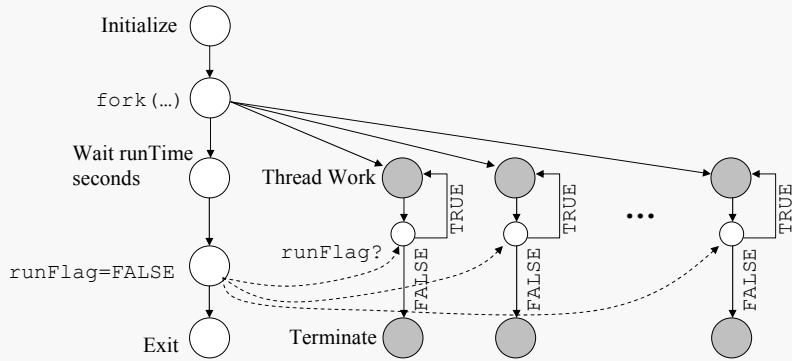 Initialize
fork(…)
Wait runTime
seconds
Thread Work
TRUE
TRUE
TRUE
...
runFlag?
runFlag=FALSE
FALSE
FALSE
FALSE
Exit
Terminate